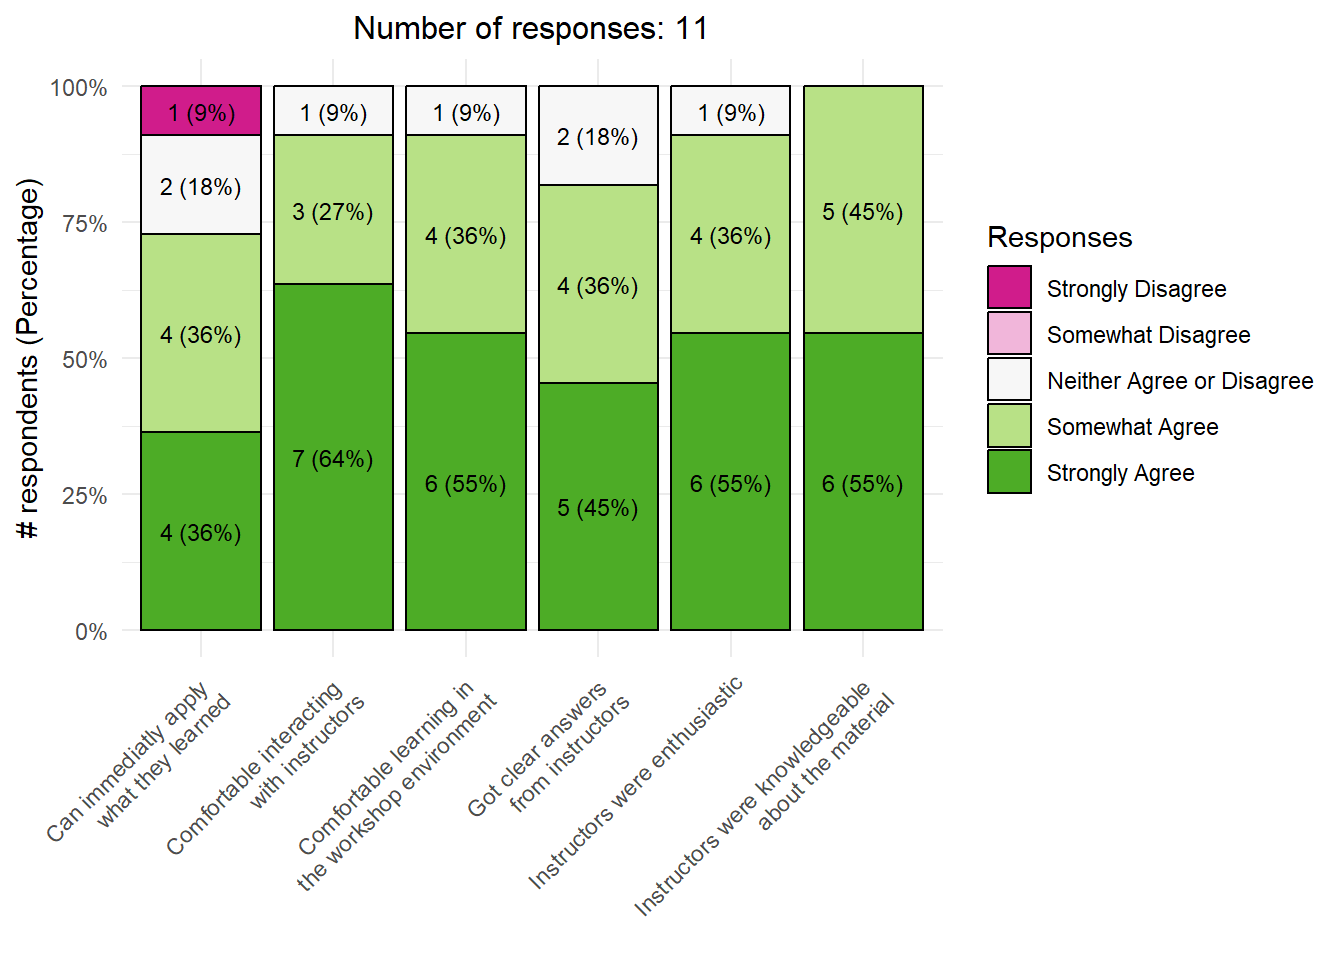 Number of responses: 11
# respondents (Percentage)
100%
75%
50%
25%
0%
1 (9%)
2 (18%)
4 (36%)
4 (36%)
1 (9%)
3 (27%)
7 (64%)
1 (9%)
4 (36%)
6 (55%)
2 (18%)
4 (36%)
5 (45%)
1 (9%)
4 (36%)
6 (55%)
5 (45%)
6 (55%)
Can immediatly apply
what they learned
Comfortable interacting
with instructors
Comfortable learning in
the workshop environment
Got clear answers
from instructors
Instructors were enthusiastic
Instructors were knowledgeable
about the material
Responses
Strongly Disagree
Somewhat Disagree
Neither Agree or Disagree
Somewhat Agree
Strongly Agree